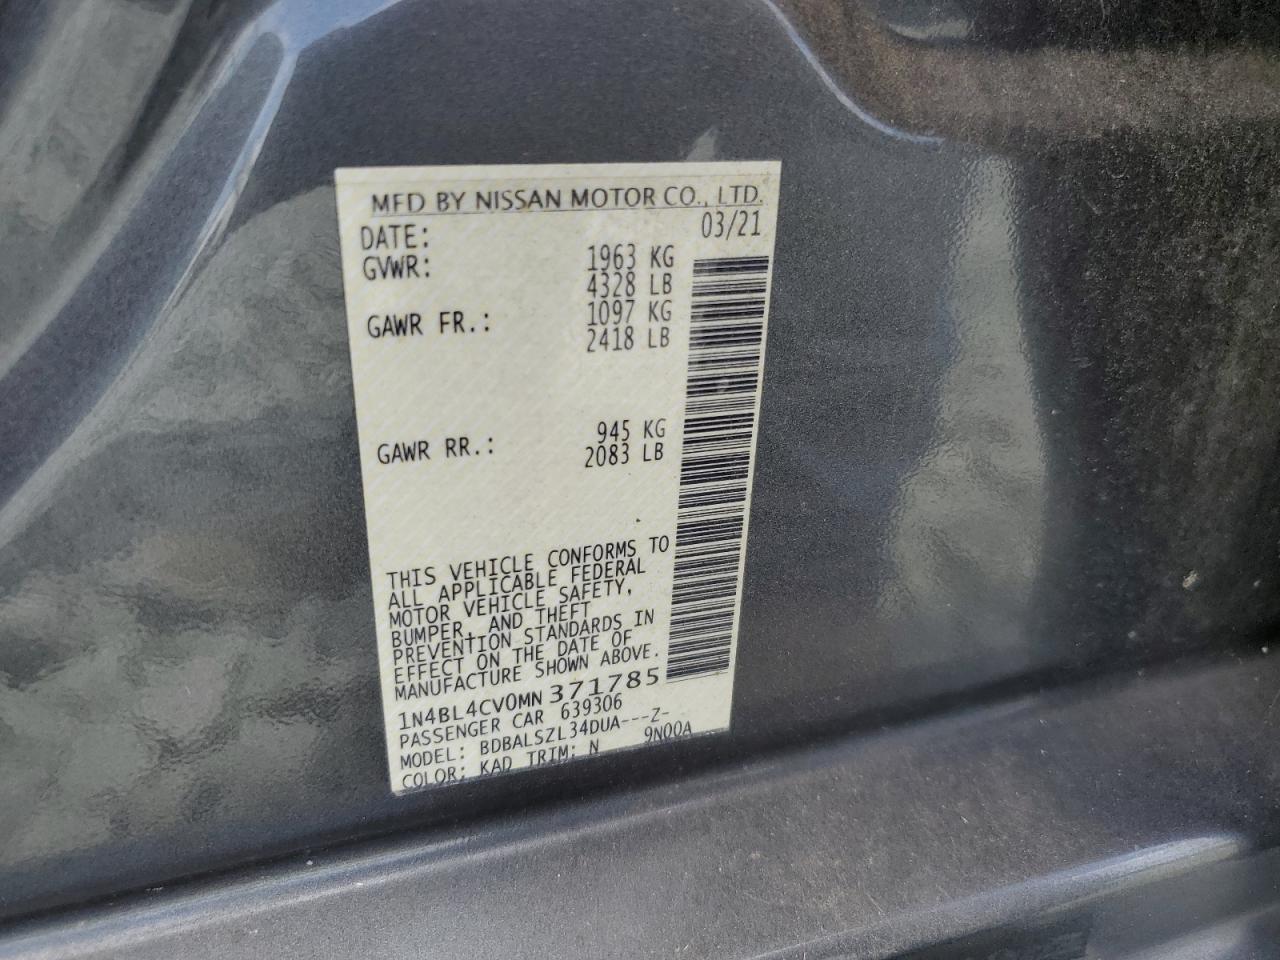 MFD BY NISSAN MOTOR CO., LTD.
DATE: 03/21
GVWR: 1963 KG
4328 LB
GAWR FR.: 1097 KG
2418 LB
GAWR RR.: 945 KG
2083 LB
THIS VEHICLE CONFORMS TO
ALL APPLICABLE FEDERAL
MOTOR VEHICLE SAFETY,
BUMPER, AND THEFT
PREVENTION STANDARDS IN
EFFECT ON THE DATE OF
MANUFACTURE SHOWN ABOVE.
1N4BL4CV0MN371785
PASSENGER CAR 639306
MODEL: BDBALSZL34DUA---Z-
COLOR: KAD TRIM: N 9N00A